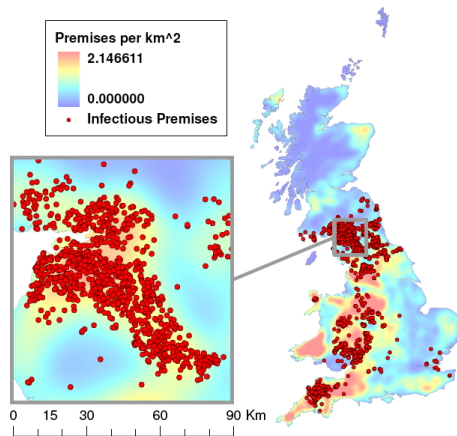 Premises per km^2
2.146611
0.000000
Infectious Premises
0 15 30 60 90 Km